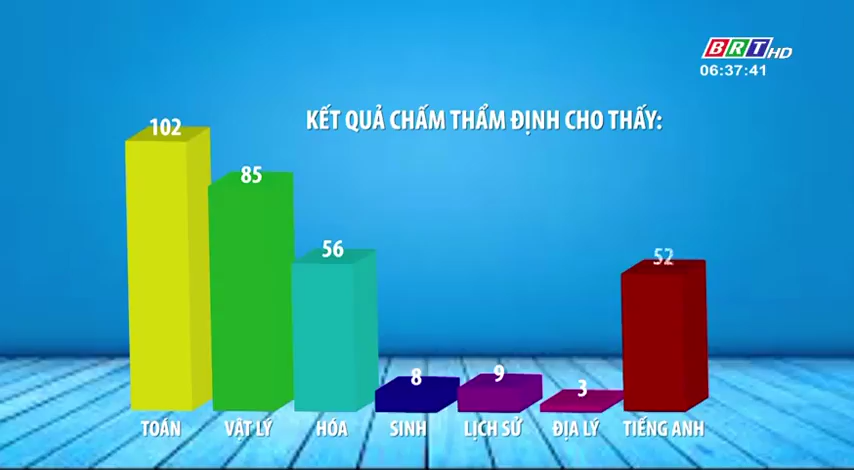 BRT HD
06:37:41
KẾT QUẢ CHẤM THẨM ĐỊNH CHO THẤY:
102
85
56
8
9
3
52
TOÁN
VẬT LÝ
HÓA
SINH
LỊCH SỬ
ĐỊA LÝ
TIẾNG ANH